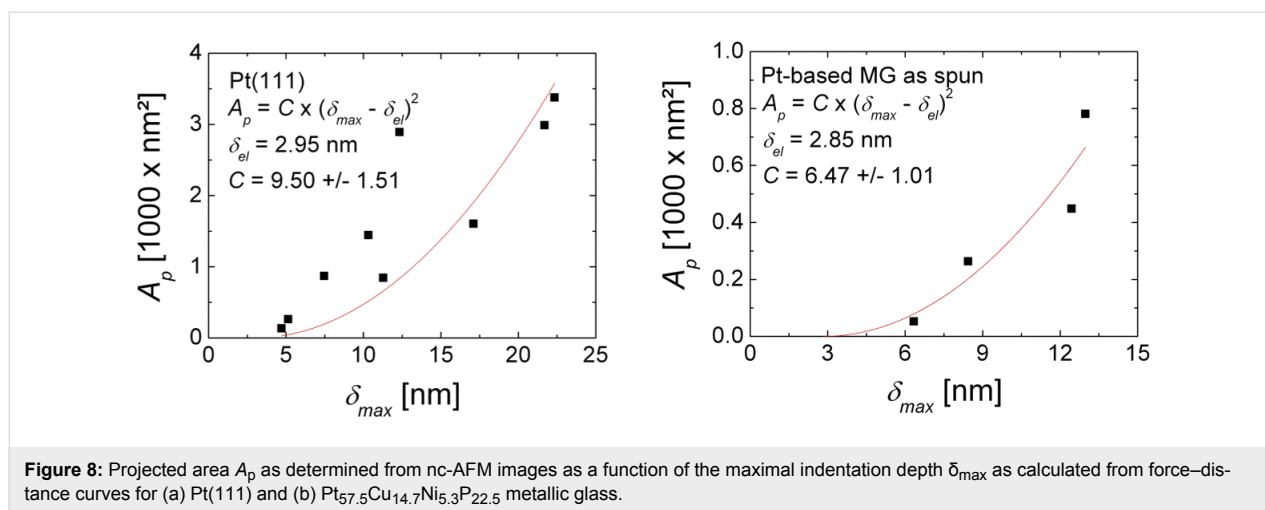 4
3
2
1
0
A_p [1000 x nm²]
Pt(111)
A_p = C x (δ_max - δ_el)²
δ_el = 2.95 nm
C = 9.50 +/- 1.51
0 5 10 15 20 25
δ_max [nm]
1.0
0.8
0.6
0.4
0.2
0.0
A_p [1000 x nm²]
Pt-based MG as spun
A_p = C x (δ_max - δ_el)²
δ_el = 2.85 nm
C = 6.47 +/- 1.01
0 3 6 9 12 15
δ_max [nm]
Figure 8: Projected area A_p as determined from nc-AFM images as a function of the maximal indentation depth δ_max as calculated from force–dis-
tance curves for (a) Pt(111) and (b) Pt57.5Cu14.7Ni5.3P22.5 metallic glass.